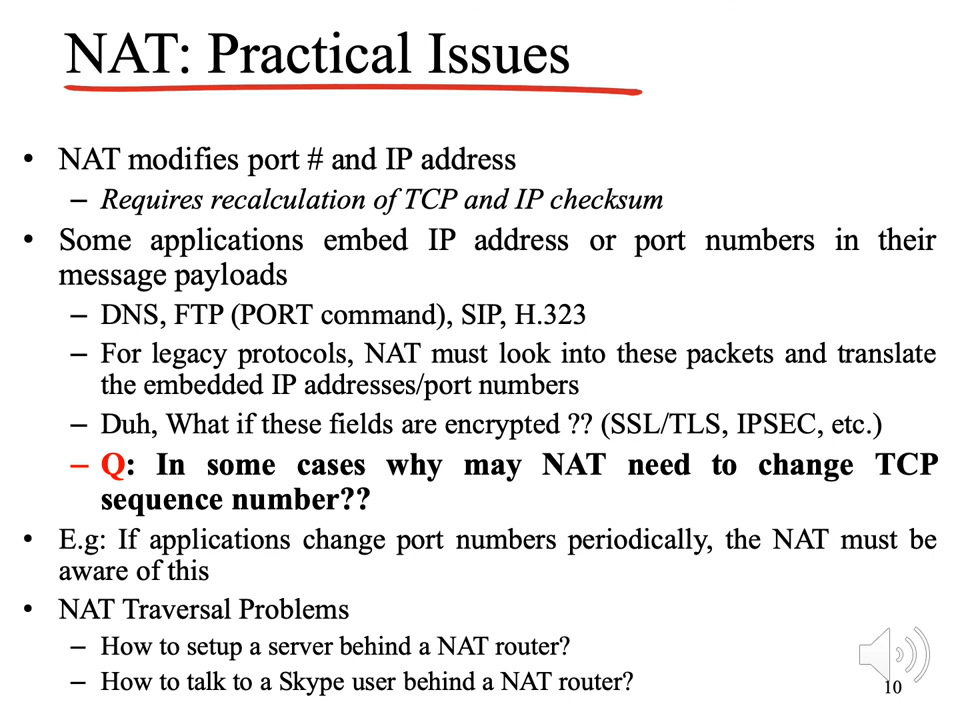 NAT: Practical Issues
• NAT modifies port # and IP address
– Requires recalculation of TCP and IP checksum
• Some applications embed IP address or port numbers in their
message payloads
– DNS, FTP (PORT command), SIP, H.323
– For legacy protocols, NAT must look into these packets and translate
the embedded IP addresses/port numbers
– Duh, What if these fields are encrypted ?? (SSL/TLS, IPSEC, etc.)
– Q: In some cases why may NAT need to change TCP
sequence number??
• E.g: If applications change port numbers periodically, the NAT must be
aware of this
• NAT Traversal Problems
– How to setup a server behind a NAT router?
– How to talk to a Skype user behind a NAT router?
10